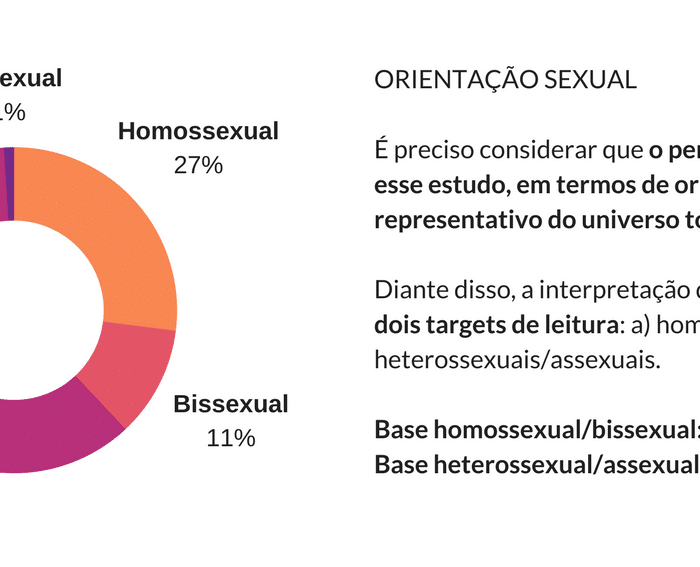 exual
%
Homossexual
27%
Bissexual
11%
ORIENTAÇÃO SEXUAL
É preciso considerar que o per
esse estudo, em termos de or
representativo do universo to
Diante disso, a interpretação
dois targets de leitura: a) hom
heterossexuais/assexuais.
Base homossexual/bissexual:
Base heterossexual/assexual